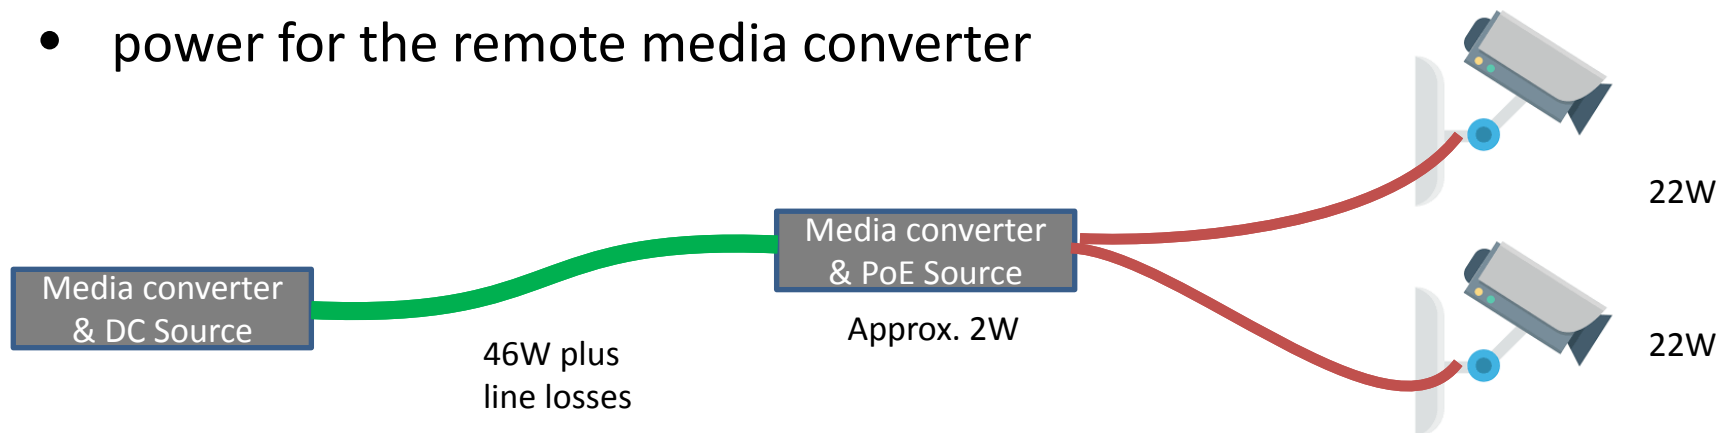 • power for the remote media converter
22W
Media converter
& PoE Source
Media converter
& DC Source
Approx. 2W
22W
46W plus
line losses